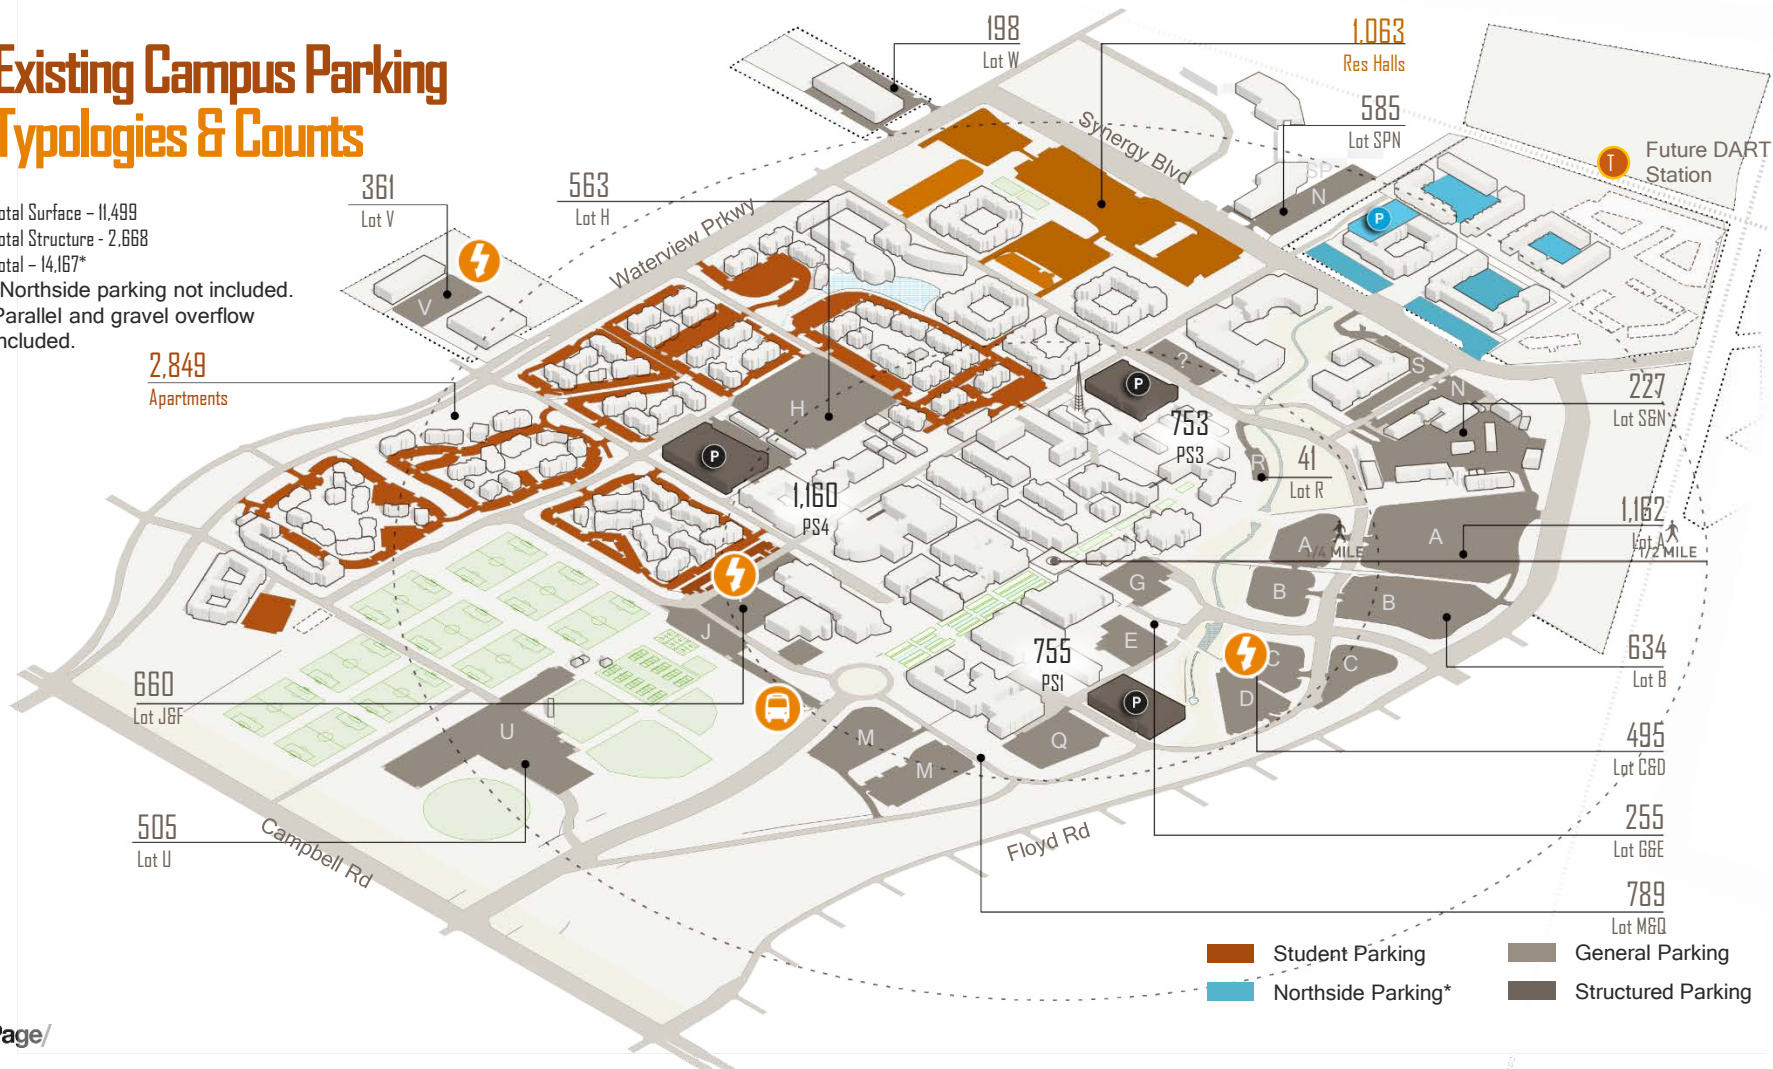 Existing Campus Parking
Typologies & Counts
otal Surface – 11,499
otal Structure - 2,668
otal – 14,167*
Northside parking not included.
Parallel and gravel overflow
ncluded.
198
Lot W
1,063
Res Halls
585
Lot SPN
SP
N
Synergy Blvd
T
Future DART
Station
P
361
Lot V
V
563
Lot H
Waterview Prkwy
2,849
Apartments
H
P
1,160
PS4
P
?
753
PS3
S
N
227
Lot S&N
R
41
Lot R
1,162
Lot A
A
A
1/4 MILE
1/2 MILE
G
B
B
E
J
755
PS1
P
C
C
D
634
Lot B
660
Lot J&F
U
M
M
Q
495
Lot C&D
255
Lot G&E
505
Lot U
Campbell Rd
Floyd Rd
789
Lot M&Q
Student Parking
General Parking
Northside Parking*
Structured Parking
Page/